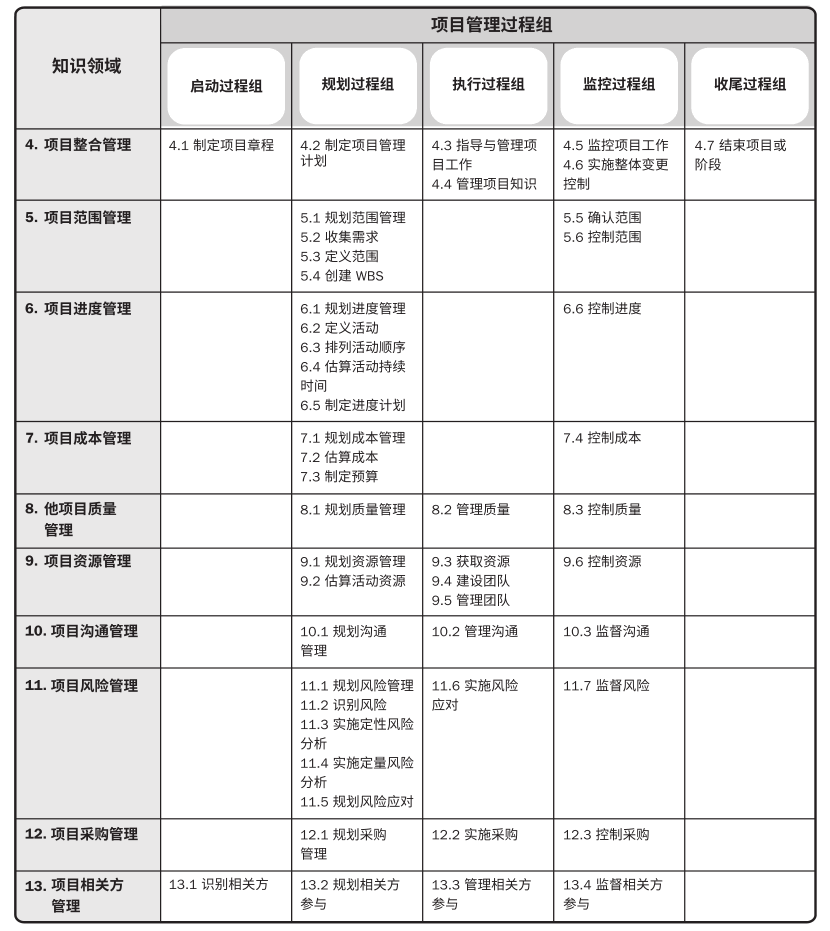 项目管理过程组
知识领域
启动过程组
规划过程组
执行过程组
监控过程组
收尾过程组
4. 项目整合管理
4.1 制定项目章程
4.2 制定项目管理
计划
4.3 指导与管理项
目工作
4.4 管理项目知识
4.5 监控项目工作
4.6 实施整体变更
控制
4.7 结束项目或
阶段
5. 项目范围管理
5.1 规划范围管理
5.2 收集需求
5.3 定义范围
5.4 创建 WBS
5.5 确认范围
5.6 控制范围
6. 项目进度管理
6.1 规划进度管理
6.2 定义活动
6.3 排列活动顺序
6.4 估算活动持续
时间
6.5 制定进度计划
6.6 控制进度
7. 项目成本管理
7.1 规划成本管理
7.2 估算成本
7.3 制定预算
7.4 控制成本
8. 他项目质量
管理
8.1 规划质量管理
8.2 管理质量
8.3 控制质量
9. 项目资源管理
9.1 规划资源管理
9.2 估算活动资源
9.3 获取资源
9.4 建设团队
9.5 管理团队
9.6 控制资源
10. 项目沟通管理
10.1 规划沟通
管理
10.2 管理沟通
10.3 监督沟通
11. 项目风险管理
11.1 规划风险管理
11.2 识别风险
11.3 实施定性风险
分析
11.4 实施定量风险
分析
11.5 规划风险应对
11.6 实施风险
应对
11.7 监督风险
12. 项目采购管理
12.1 规划采购
管理
12.2 实施采购
12.3 控制采购
13. 项目相关方
管理
13.1 识别相关方
13.2 规划相关方
参与
13.3 管理相关方
参与
13.4 监督相关方
参与